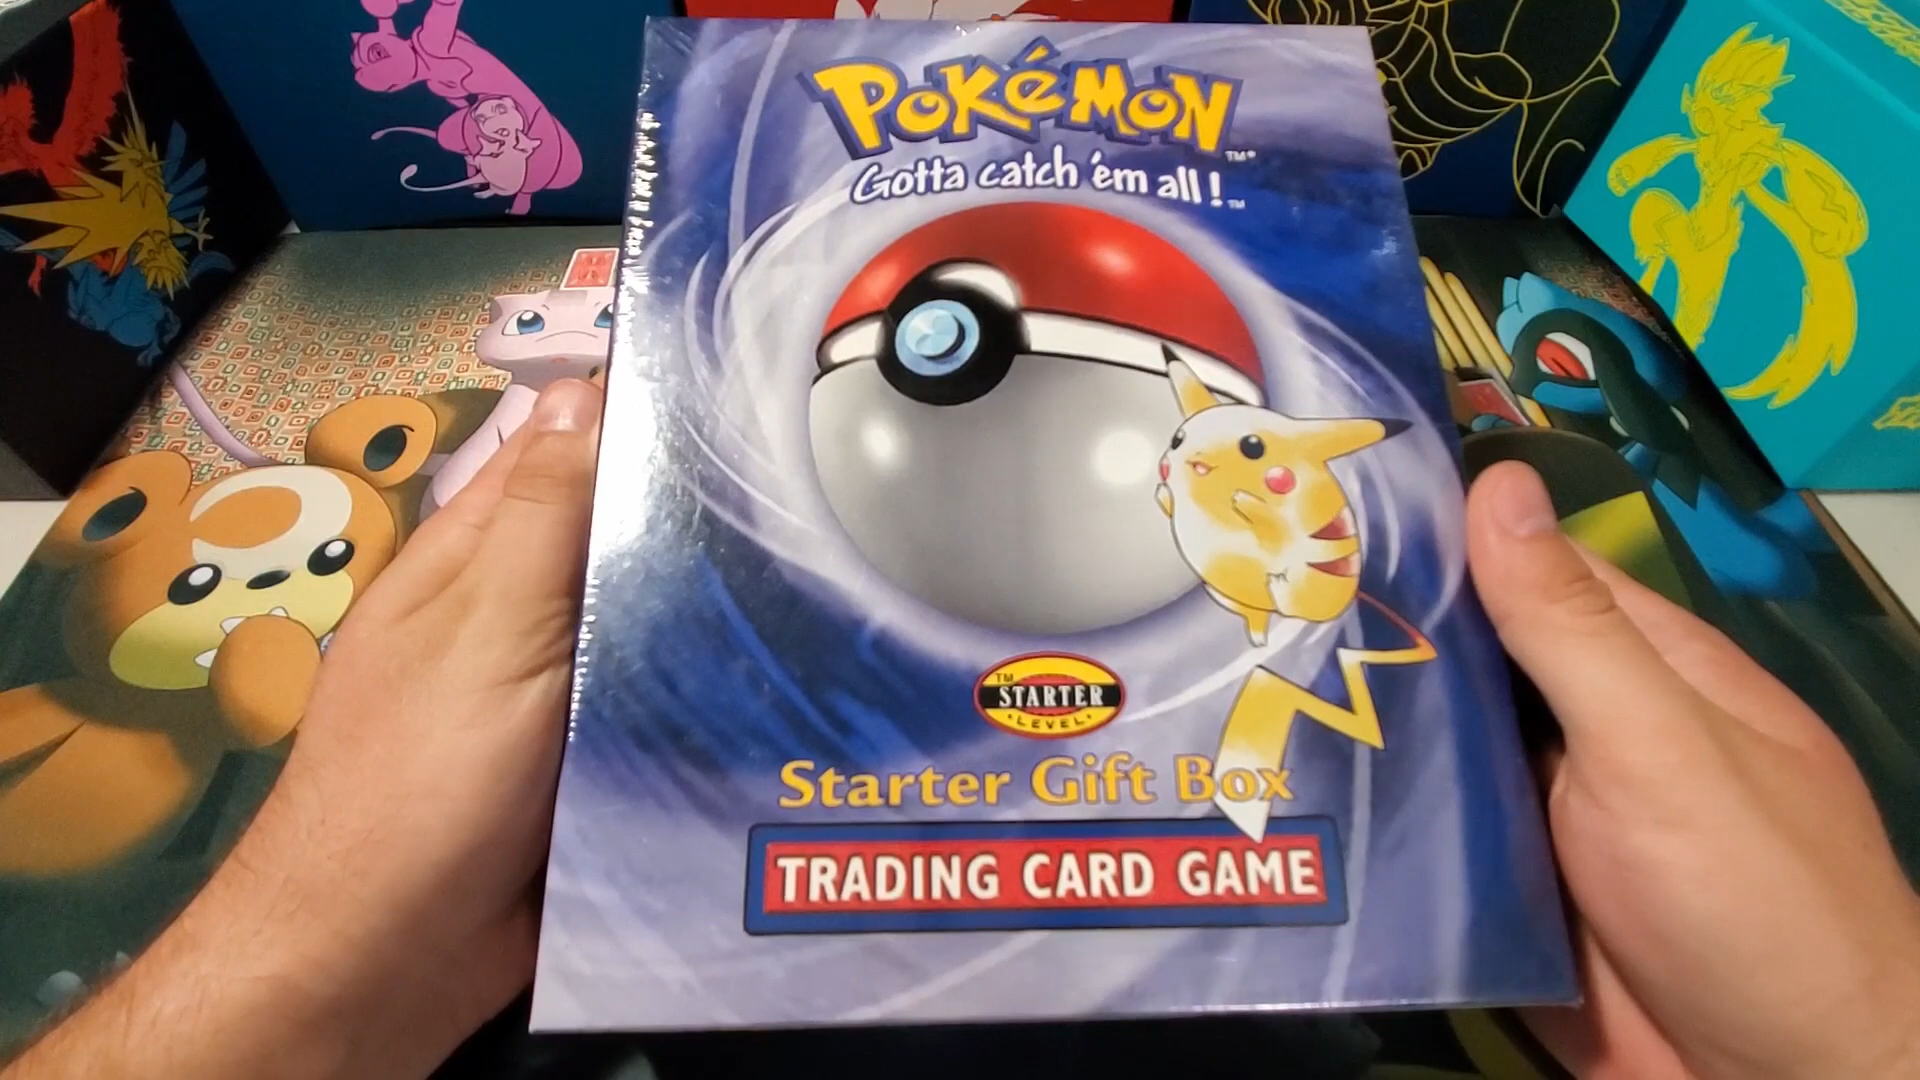 POKéMON
TM®
Gotta catch 'em all!
TM
TM
STARTER
LEVEL
Starter Gift Box
TRADING CARD GAME